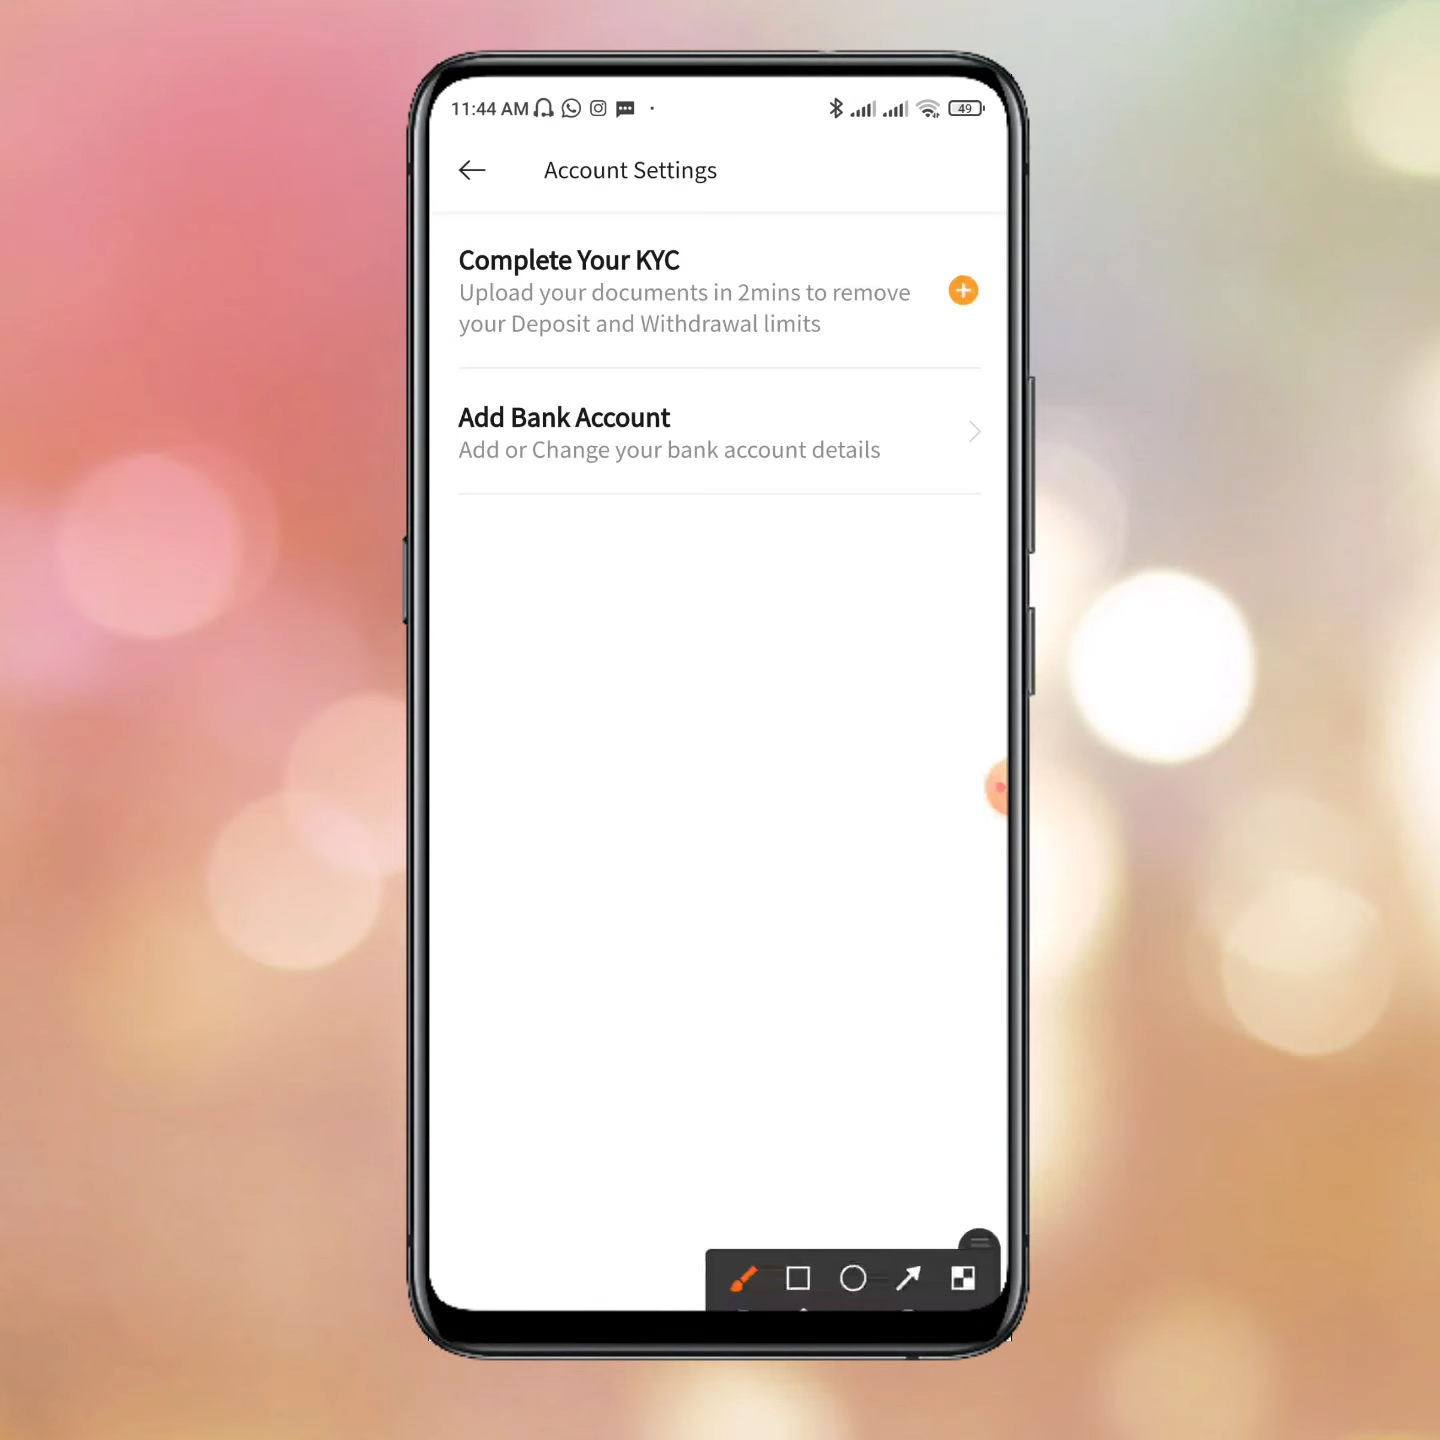 11:44 AM
49
Account Settings
Complete Your KYC
Upload your documents in 2mins to remove
your Deposit and Withdrawal limits
Add Bank Account
Add or Change your bank account details